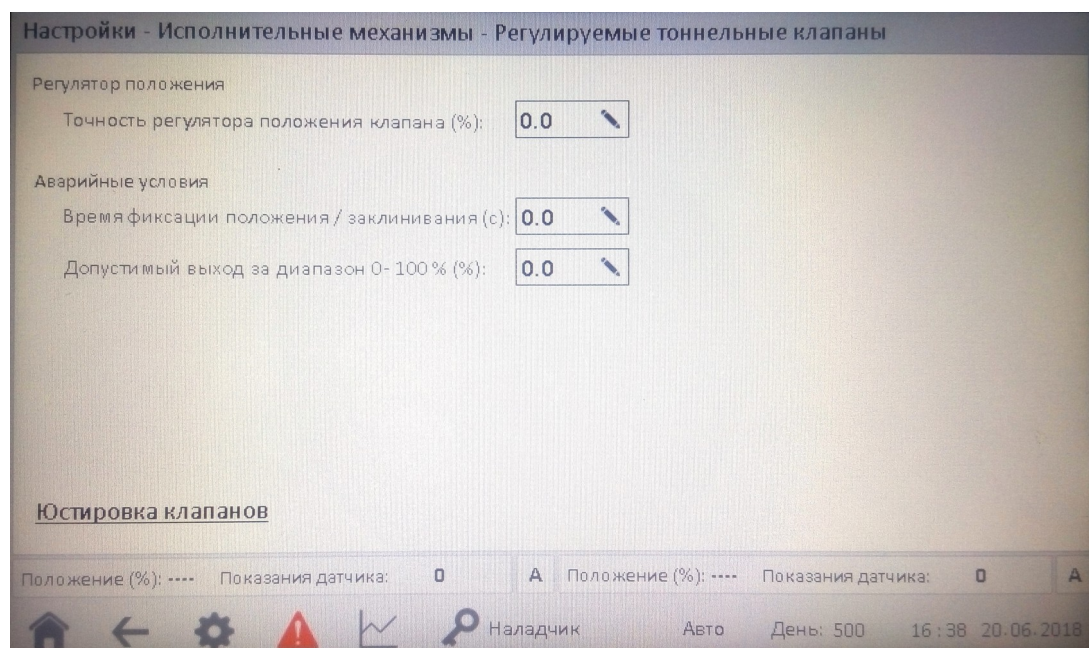 Настройки - Исполнительные механизмы - Регулируемые тоннельные клапаны
Регулятор положения
Точность регулятора положения клапана (%): 0.0
Аварийные условия
Время фиксации положения / заклинивания (с): 0.0
Допустимый выход за диапазон 0-100 % (%): 0.0
Юстировка клапанов
Положение (%): ---- Показания датчика: 0 А Положение (%): ---- Показания датчика: 0 А
Наладчик Авто День: 500 16:38 20.06.2018